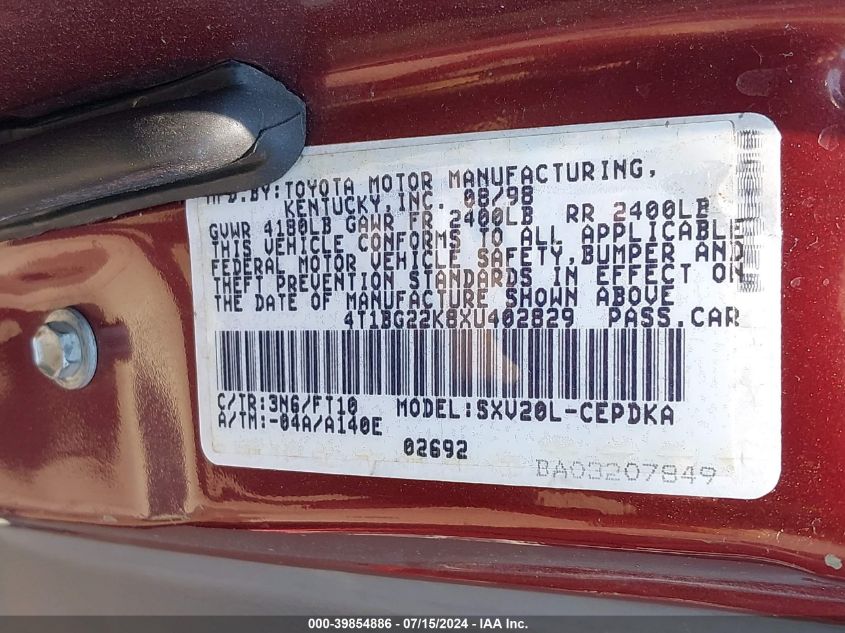 MFD.BY:TOYOTA MOTOR MANUFACTURING,
KENTUCKY,INC. 08/98
GVWR 4180LB GAWR FR 2400LB RR 2400LB
THIS VEHICLE CONFORMS TO ALL APPLICABLE
FEDERAL MOTOR VEHICLE SAFETY,BUMPER AND
THEFT PREVENTION STANDARDS IN EFFECT ON
THE DATE OF MANUFACTURE SHOWN ABOVE
4T1BG22K8XU402829 PASS.CAR
C/TR:3N6/FT10 MODEL:SXV20L-CEPDKA
A/TM:-04A/A140E
02692
BA03207849
000-39854886 - 07/15/2024 - IAAI.com